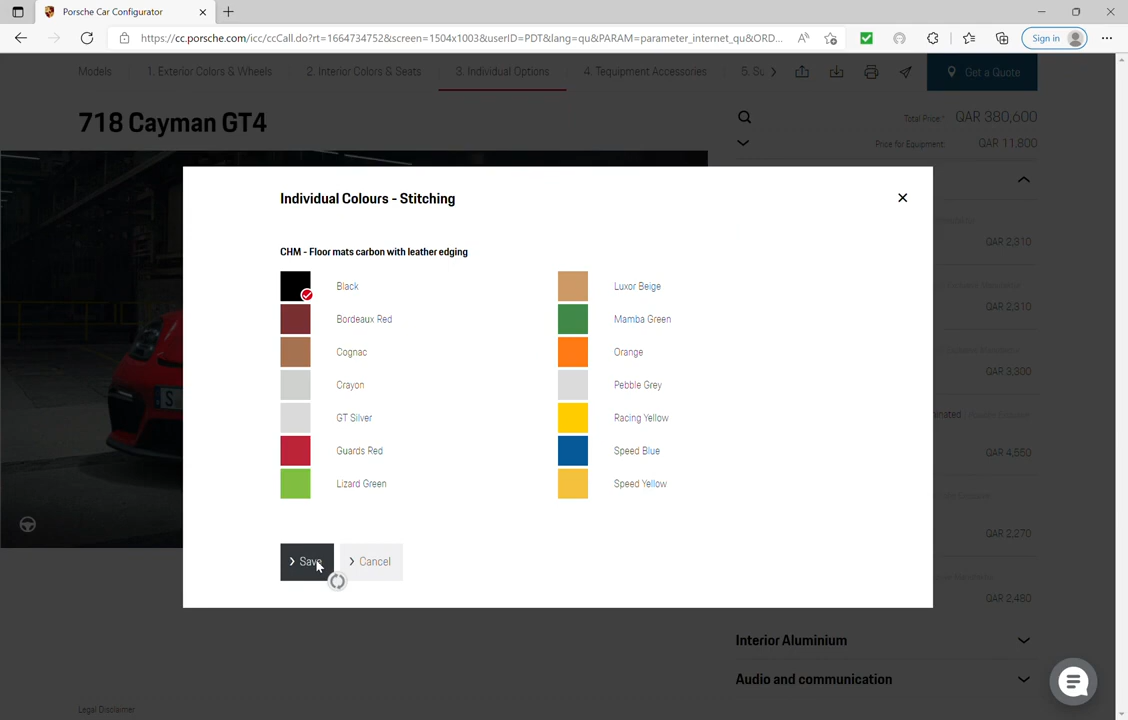 Porsche Car Configurator
https://cc.porsche.com/icc/ccCall.do?rt=1664734752&screen=1504x1003&userID=PDT&lang=qu&PARAM=parameter_internet_qu&ORD...
Sign in
Models
1. Exterior Colors & Wheels
2. Interior Colors & Seats
3. Individual Options
4. Tequipment Accessories
5. Su
Get a Quote
718 Cayman GT4
Total Price:*
QAR 380,600
Price for Equipment:
QAR 11,800
Individual Colours - Stitching
CHM - Floor mats carbon with leather edging
Black
Luxor Beige
Bordeaux Red
Mamba Green
Cognac
Orange
Crayon
Pebble Grey
GT Silver
Racing Yellow
Guards Red
Speed Blue
Lizard Green
Speed Yellow
Save
Cancel
QAR 2,310
QAR 2,310
QAR 3,300
QAR 4,550
QAR 2,270
QAR 2,480
Interior Aluminium
Audio and communication
Legal Disclaimer